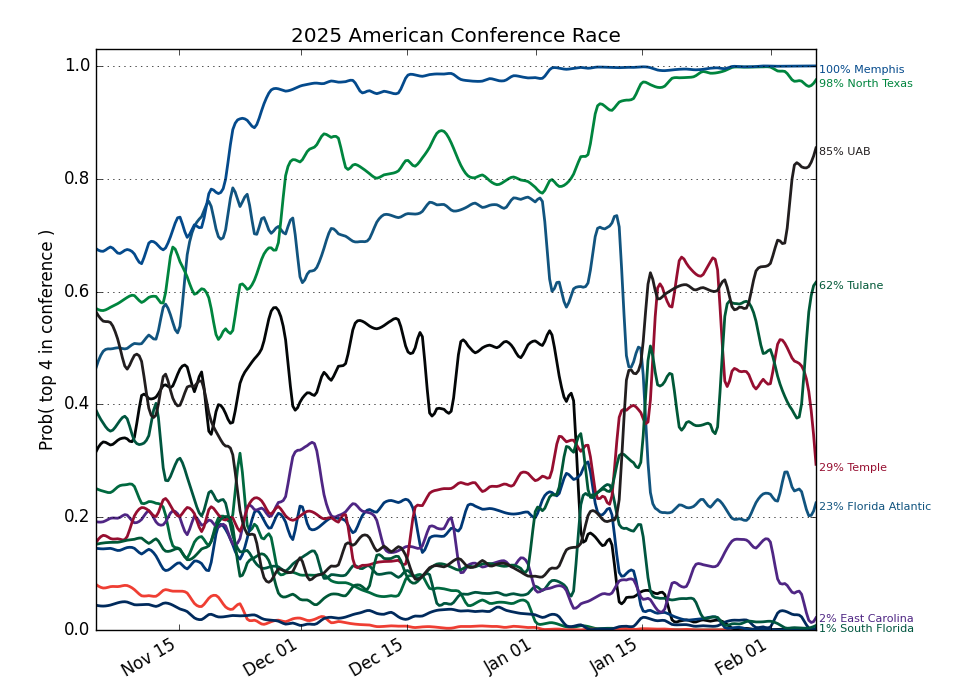 2025 American Conference Race
Prob( top 4 in conference )
1.0
0.8
0.6
0.4
0.2
0.0
Nov 15
Dec 01
Dec 15
Jan 01
Jan 15
Feb 01
100% Memphis
98% North Texas
85% UAB
62% Tulane
29% Temple
23% Florida Atlantic
2% East Carolina
1% South Florida